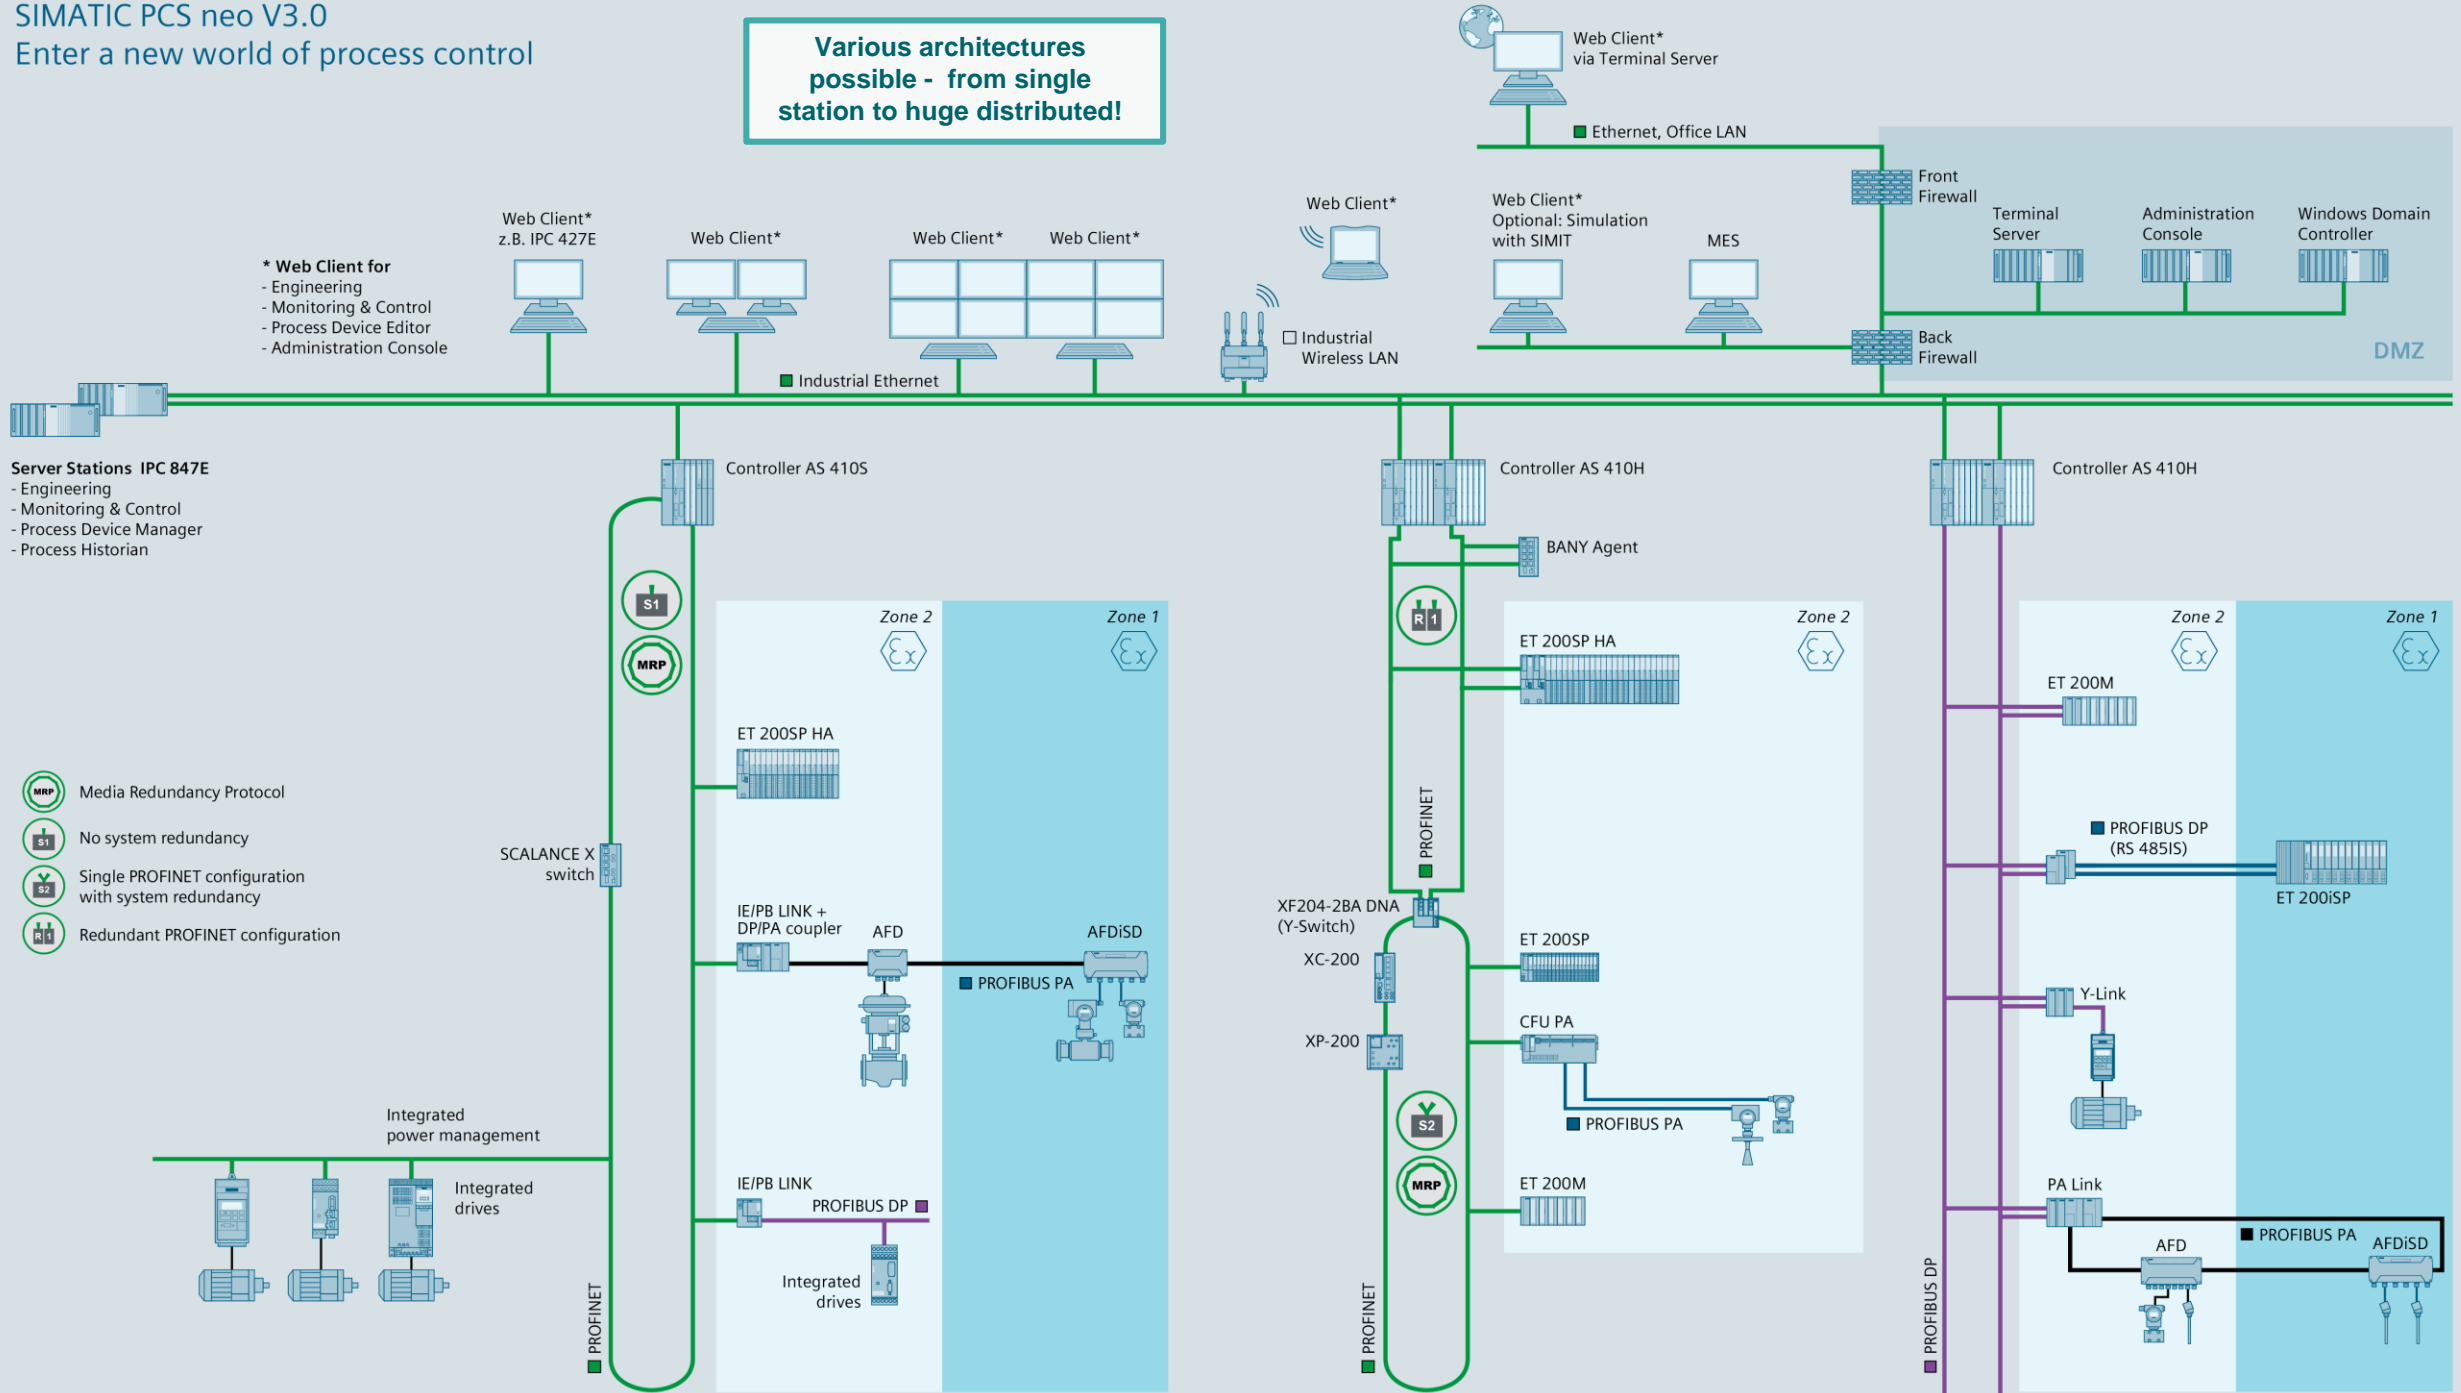 SIMATIC PCS neo V3.0
Enter a new world of process control
Various architectures
possible - from single
station to huge distributed!
Web Client*
via Terminal Server
Ethernet, Office LAN
Front
Firewall
Terminal
Server
Administration
Console
Windows Domain
Controller
Back
Firewall
DMZ
* Web Client for
- Engineering
- Monitoring & Control
- Process Device Editor
- Administration Console
Web Client*
z.B. IPC 427E
Web Client*
Web Client*
Web Client*
Web Client*
Industrial
Wireless LAN
Web Client*
Optional: Simulation
with SIMIT
MES
Industrial Ethernet
Server Stations IPC 847E
- Engineering
- Monitoring & Control
- Process Device Manager
- Process Historian
Controller AS 410S
Controller AS 410H
Controller AS 410H
S1
MRP
Zone 2
Ex
Zone 1
Ex
ET 200SP HA
MRP
Media Redundancy Protocol
S1
No system redundancy
S2
Single PROFINET configuration
with system redundancy
R 1
Redundant PROFINET configuration
SCALANCE X
switch
IE/PB LINK +
DP/PA coupler
AFD
AFDiSD
PROFIBUS PA
Integrated
power management
Integrated
drives
IE/PB LINK
PROFIBUS DP
Integrated
drives
PROFINET
BANY Agent
R 1
Zone 2
Ex
ET 200SP HA
PROFINET
XF204-2BA DNA
(Y-Switch)
XC-200
XP-200
ET 200SP
CFU PA
PROFIBUS PA
S2
MRP
ET 200M
PROFINET
Zone 2
Ex
Zone 1
Ex
ET 200M
PROFIBUS DP
(RS 485IS)
ET 200iSP
Y-Link
PA Link
PROFIBUS PA
AFD
AFDiSD
PROFIBUS DP